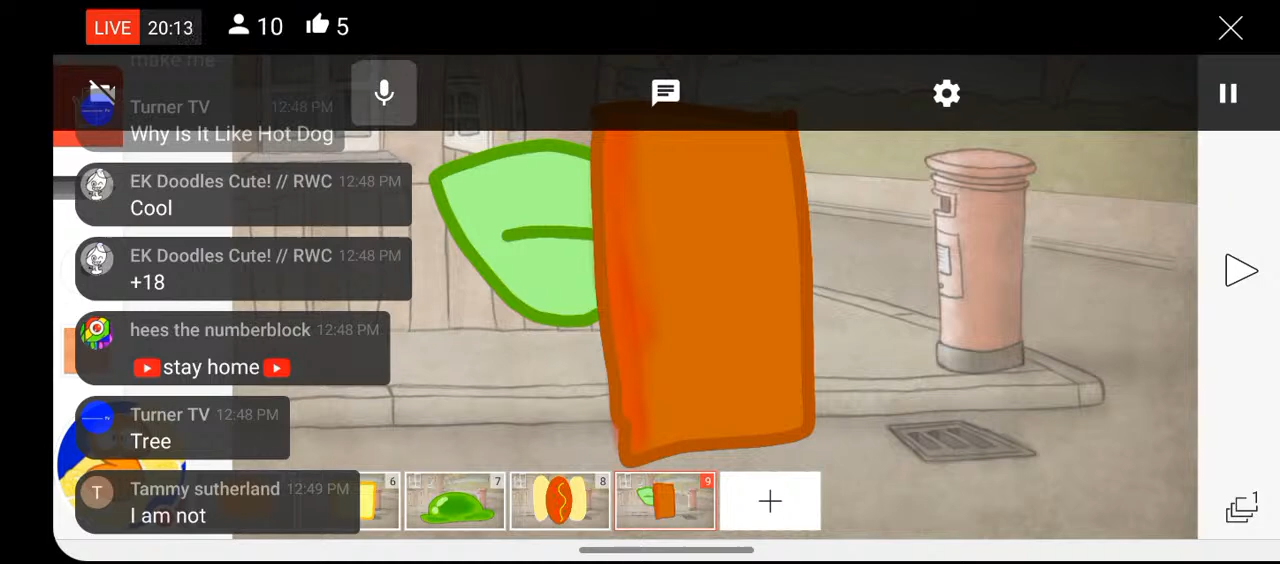 LIVE 20:13 10 5
make me
Turner TV 12:48 PM
Why Is It Like Hot Dog
EK Doodles Cute! // RWC 12:48 PM
Cool
EK Doodles Cute! // RWC 12:48 PM
+18
hees the numberblock 12:48 PM
stay home
Turner TV 12:48 PM
Tree
T Tammy sutherland 12:49 PM
I am not
6 7 8 9
1